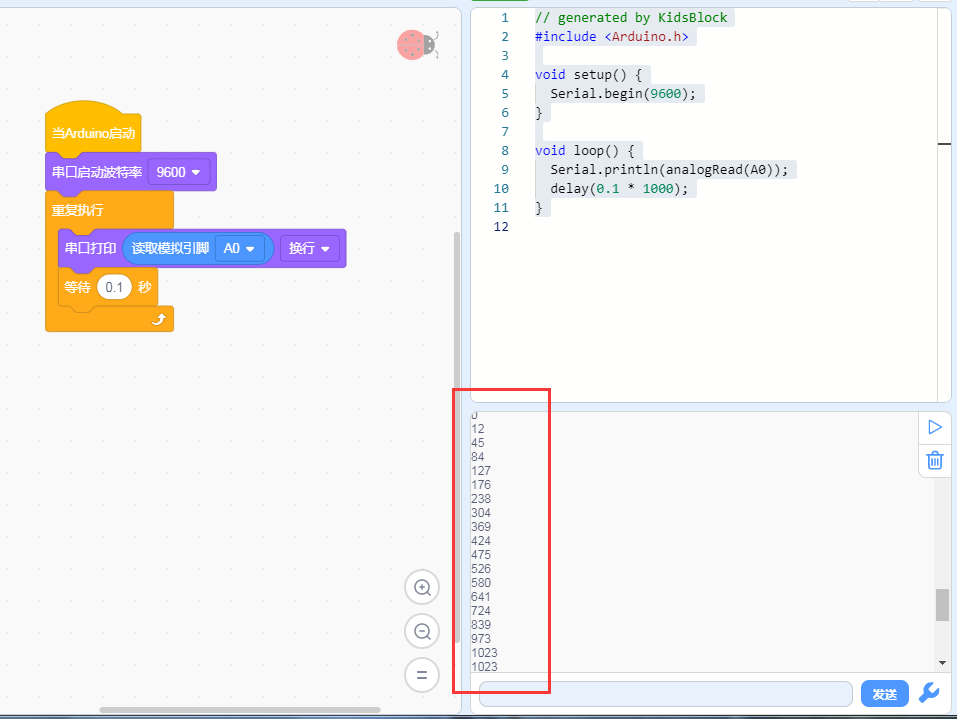 当Arduino启动
串口启动波特率 9600
重复执行
串口打印 读取模拟引脚 A0 换行
等待 0.1 秒
1 // generated by KidsBlock
2 #include <Arduino.h>
3
4 void setup() {
5 Serial.begin(9600);
6 }
7
8 void loop() {
9 Serial.println(analogRead(A0));
10 delay(0.1 * 1000);
11 }
12
0
12
45
84
127
176
238
304
369
424
475
526
580
641
724
839
973
1023
1023
发送